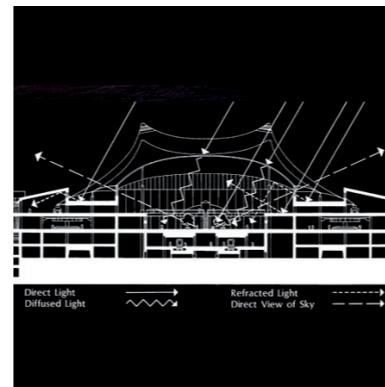 Direct Light
Diffused Light
Refracted Light
Direct View of Sky